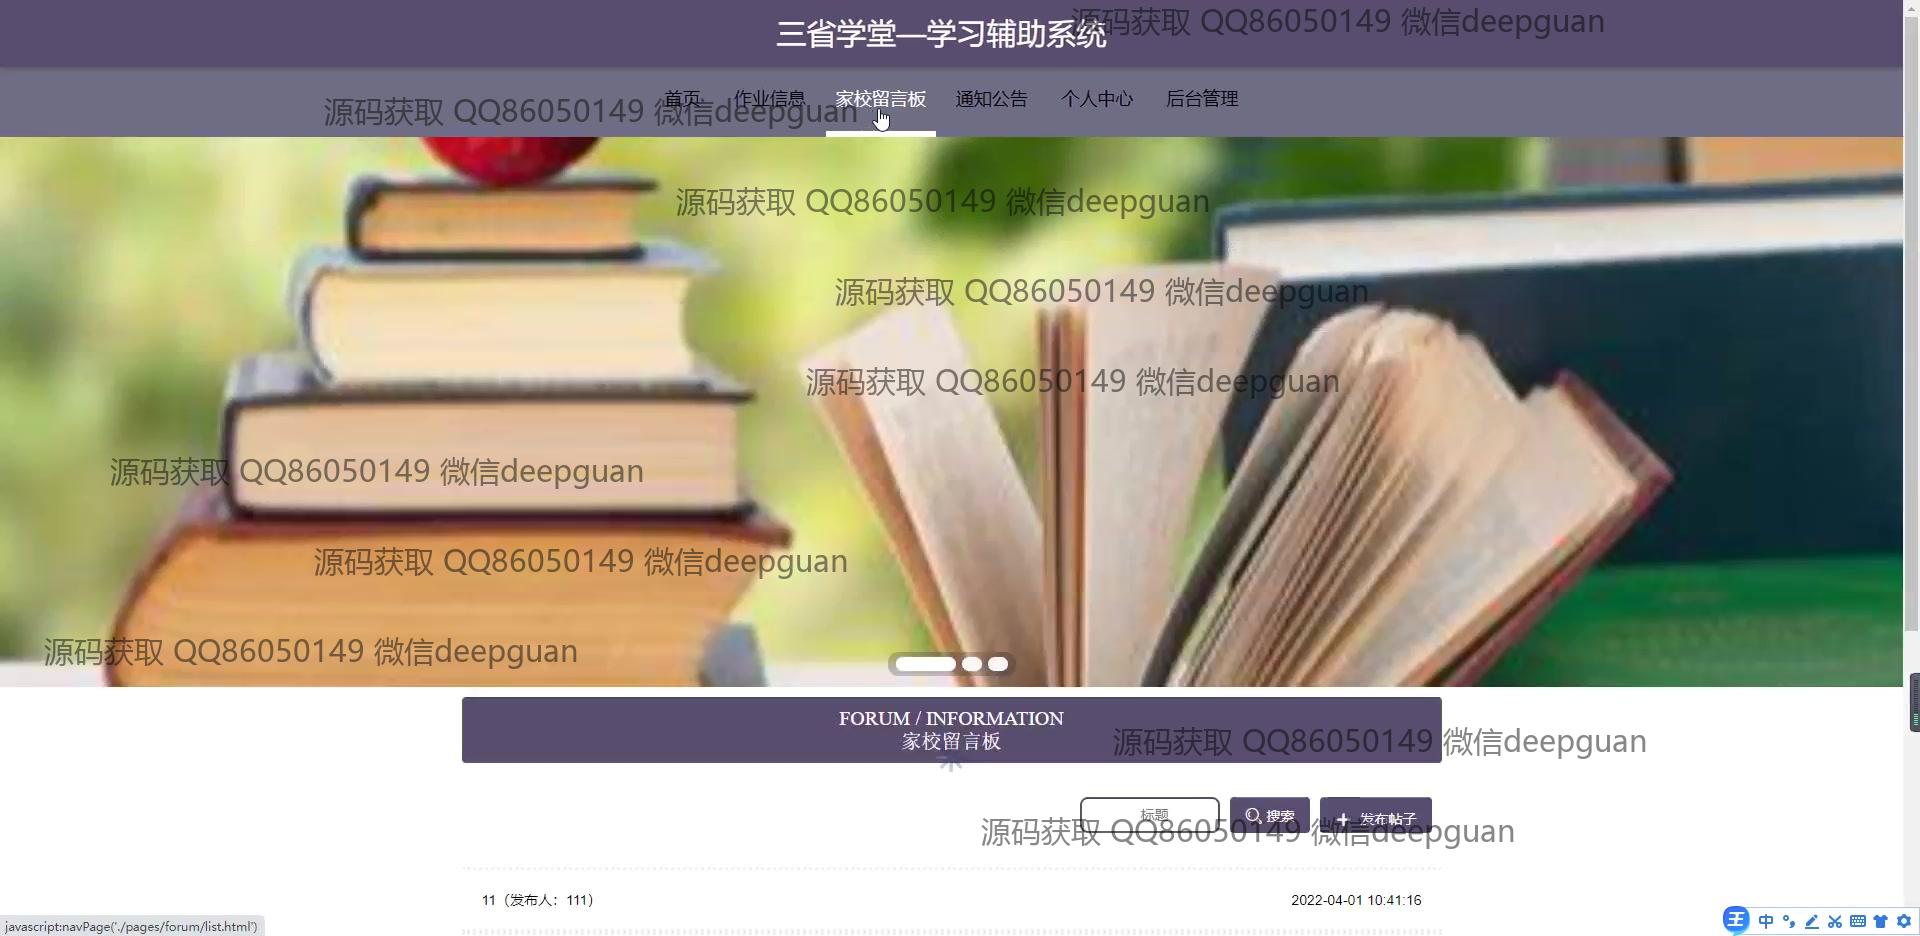 三省学堂—学习辅助系统
源码获取 QQ86050149 微信deepguan
首页 作业信息 家校留言板 通知公告 个人中心 后台管理
源码获取 QQ86050149 微信deepguan
源码获取 QQ86050149 微信deepguan
源码获取 QQ86050149 微信deepguan
源码获取 QQ86050149 微信deepguan
源码获取 QQ86050149 微信deepguan
源码获取 QQ86050149 微信deepguan
源码获取 QQ86050149 微信deepguan
FORUM / INFORMATION
家校留言板
源码获取 QQ86050149 微信deepguan
标题 搜索 发布帖子
源码获取 QQ86050149 微信deepguan
11（发布人：111） 2022-04-01 10:41:16
javascript:navPage('./pages/forum/list.html')
王 中